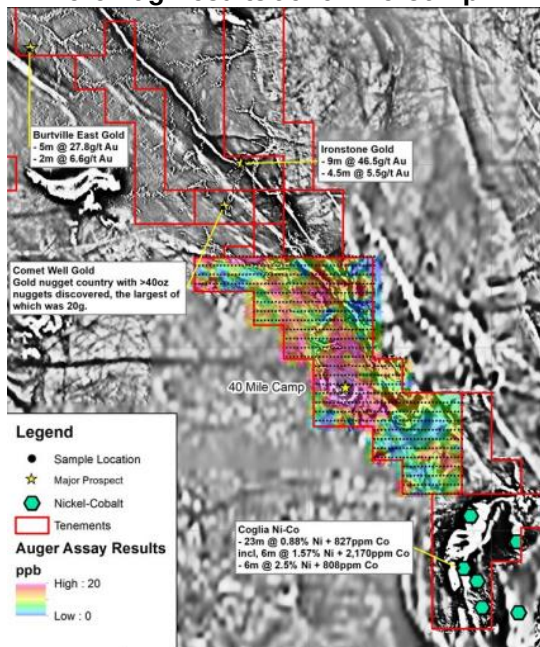 Burtville East Gold
- 5m @ 27.8g/t Au
- 2m @ 6.6g/t Au
Ironstone Gold
- 9m @ 46.5g/t Au
- 4.5m @ 5.5g/t Au
Comet Well Gold
Gold nugget country with >40oz
nuggets discovered, the largest of
which was 20g.
40 Mile Camp
Legend
Sample Location
Major Prospect
Nickel-Cobalt
Tenements
Auger Assay Results
ppb
High : 20
Low : 0
Coglia Ni-Co
- 23m @ 0.88% Ni + 827ppm Co
incl, 6m @ 1.57% Ni + 2,170ppm Co
- 6m @ 2.5% Ni + 808ppm Co